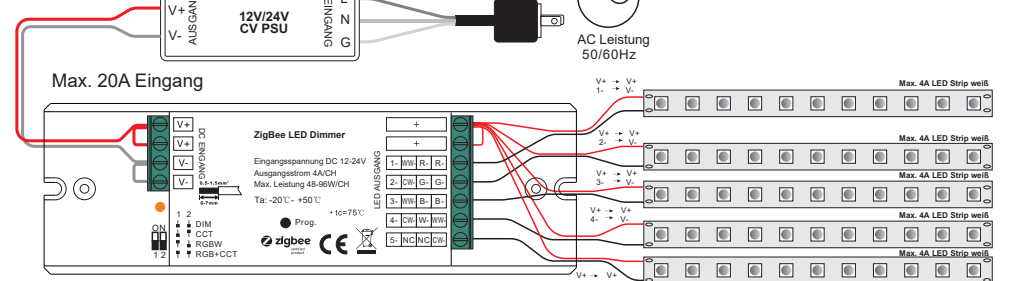 V+
V-
AUSGANG
12V/24V
CV PSU
EINGANG
N
G
AC Leistung
50/60Hz
Max. 20A Eingang
V+
V+
V-
V-
DC EINGANG
0.5-1.5mm²
6-7mm
ON
1 2
1 2
DIM
CCT
RGBW
RGB+CCT
ZigBee LED Dimmer
Eingangsspannung DC 12-24V
Ausgangsstrom 4A/CH
Max. Leistung 48-96W/CH
Ta: -20℃- +50℃
• tc=75℃
Prog.
zigbee
certified
product
CE
LED AUSGANG
+
+
1- WW- R- R-
2- CW- G- G-
3- WW- B- B-
4- CW- W- WW-
5- NC NC CW-
V+ → V+
1- → V-
Max. 4A LED Strip weiß
V+ → V+
2- → V-
Max. 4A LED Strip weiß
V+ → V+
3- → V-
Max. 4A LED Strip weiß
V+ → V+
4- → V-
Max. 4A LED Strip weiß
V+ → V+
Max. 4A LED Strip weiß